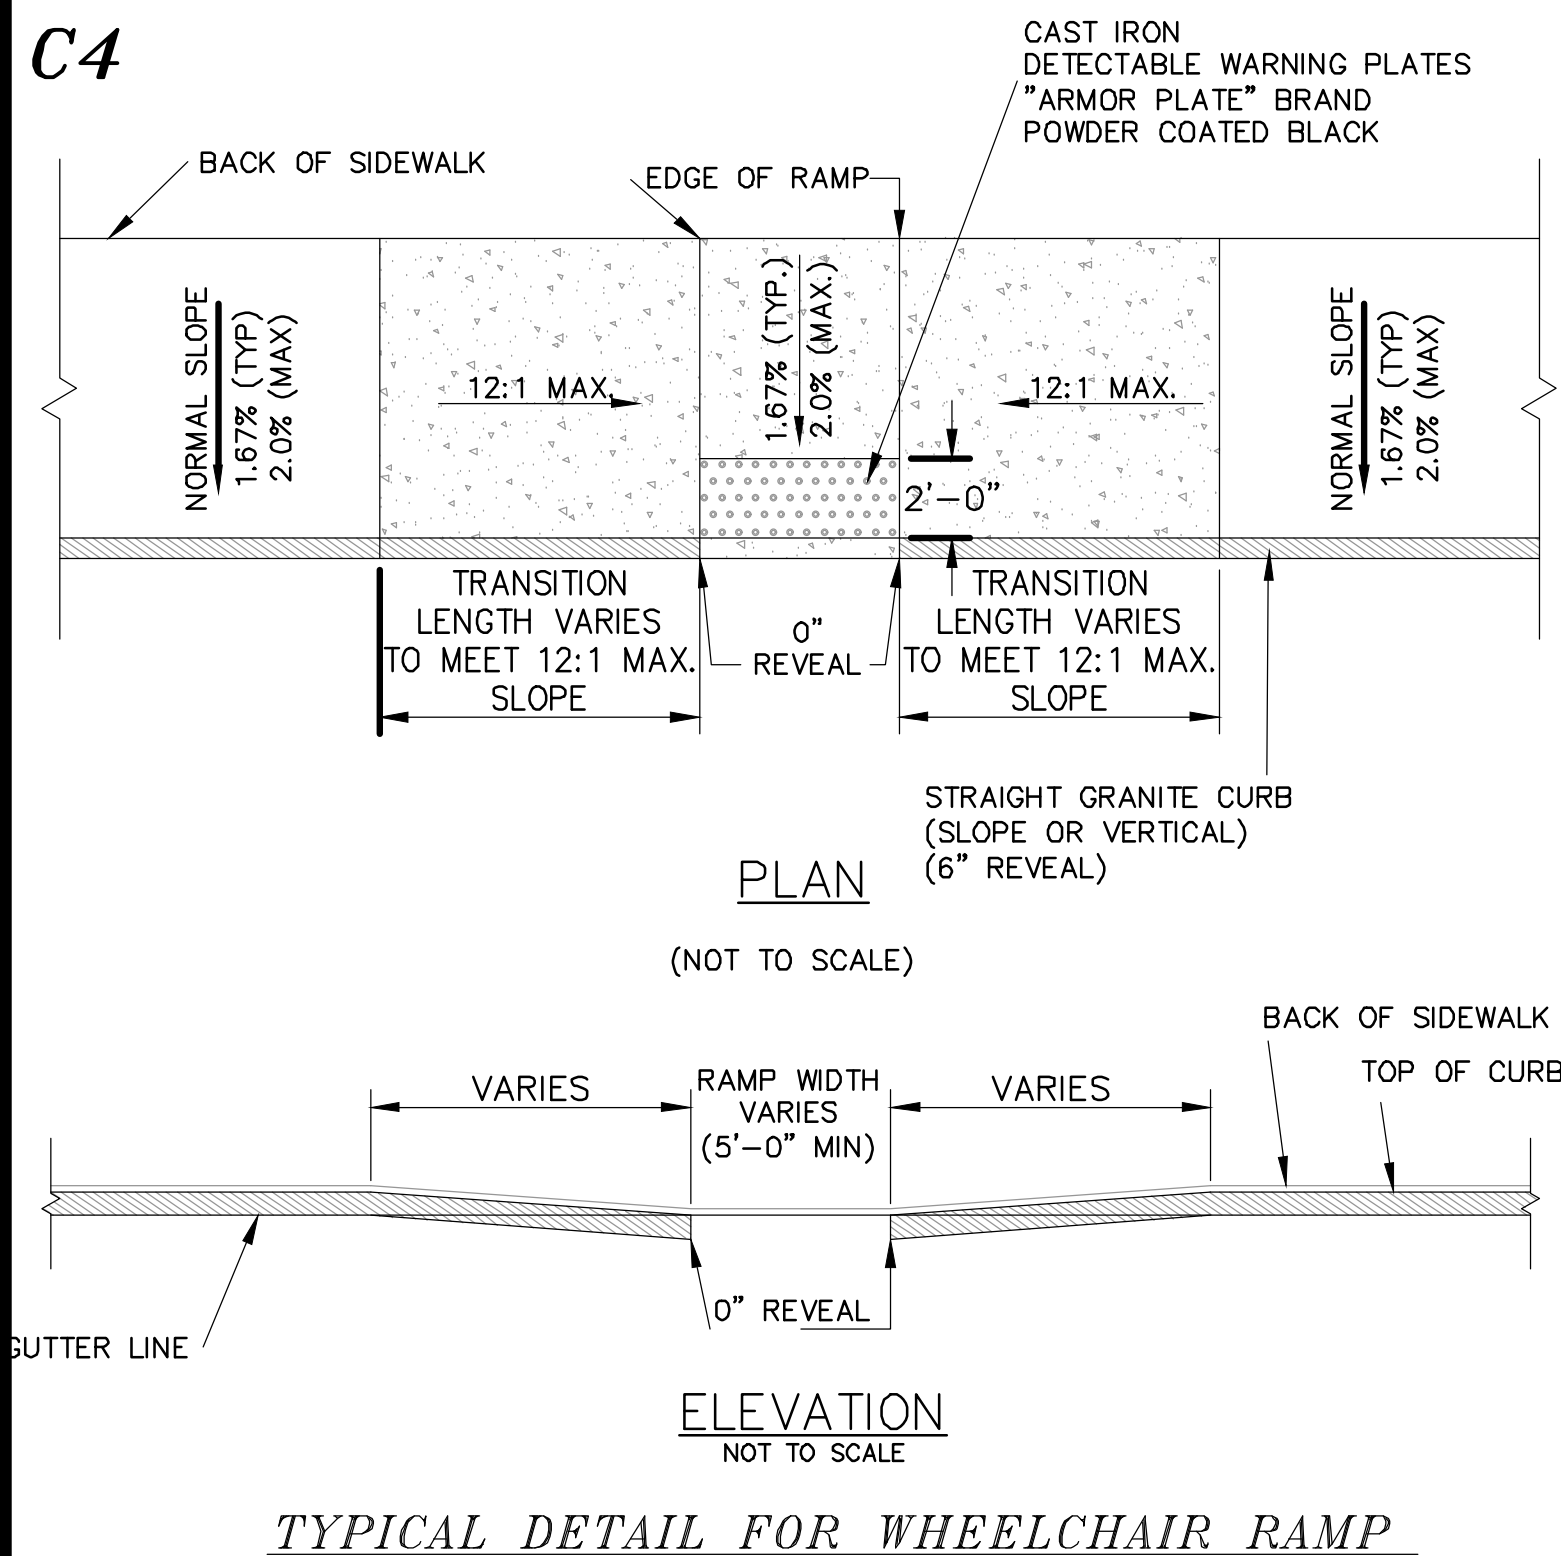 C4
CAST IRON
DETECTABLE WARNING PLATES
"ARMOR PLATE" BRAND
POWDER COATED BLACK
BACK OF SIDEWALK
EDGE OF RAMP
NORMAL SLOPE
1.67% (TYP)
2.0% (MAX)
12:1 MAX.
1.67% (TYP.)
2.0% (MAX.)
12:1 MAX.
NORMAL SLOPE
1.67% (TYP)
2.0% (MAX)
2'-0"
TRANSITION
LENGTH VARIES
TO MEET 12:1 MAX.
SLOPE
0"
REVEAL
TRANSITION
LENGTH VARIES
TO MEET 12:1 MAX.
SLOPE
STRAIGHT GRANITE CURB
(SLOPE OR VERTICAL)
(6" REVEAL)
PLAN
(NOT TO SCALE)
BACK OF SIDEWALK
TOP OF CURB
VARIES
RAMP WIDTH
VARIES
(5'-0" MIN)
VARIES
0" REVEAL
GUTTER LINE
ELEVATION
NOT TO SCALE
TYPICAL DETAIL FOR WHEELCHAIR RAMP